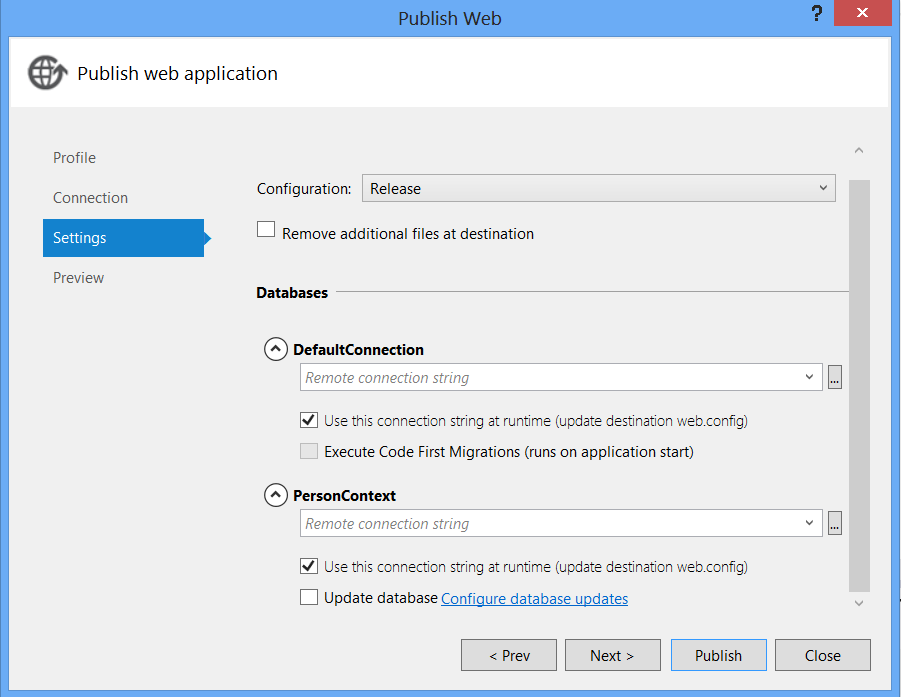 Publish Web
?
Publish web application
Profile
Connection
Settings
Preview
Configuration: Release
Remove additional files at destination
Databases
DefaultConnection
Remote connection string
...
Use this connection string at runtime (update destination web.config)
Execute Code First Migrations (runs on application start)
PersonContext
Remote connection string
...
Use this connection string at runtime (update destination web.config)
Update database Configure database updates
< Prev Next > Publish Close